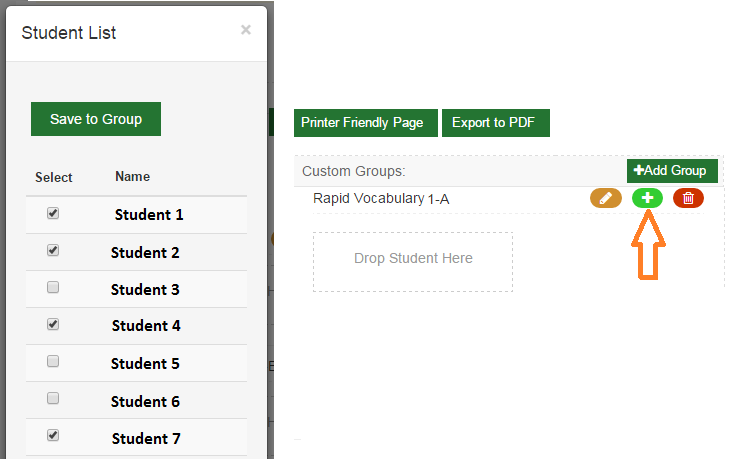 Student List ×
Save to Group
Select Name
Student 1
Student 2
Student 3
Student 4
Student 5
Student 6
Student 7
Printer Friendly Page Export to PDF
Custom Groups: +Add Group
Rapid Vocabulary 1-A
Drop Student Here